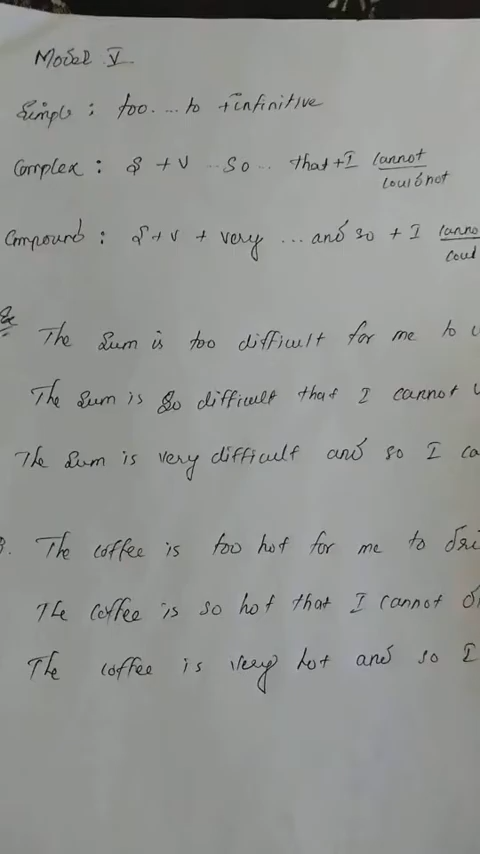 Model V
Simple : too .... to + infinitive
Complex : S + V ... So ... that + I cannot
could not
Compound : S + V + very ... and so + I canno
coul
Ex
The Sum is too difficult for me to
The Sum is So difficult that I cannot
The Sum is very difficult and so I ca
The coffee is too hot for me to dri
The coffee is so hot that I cannot d
The coffee is very hot and so I